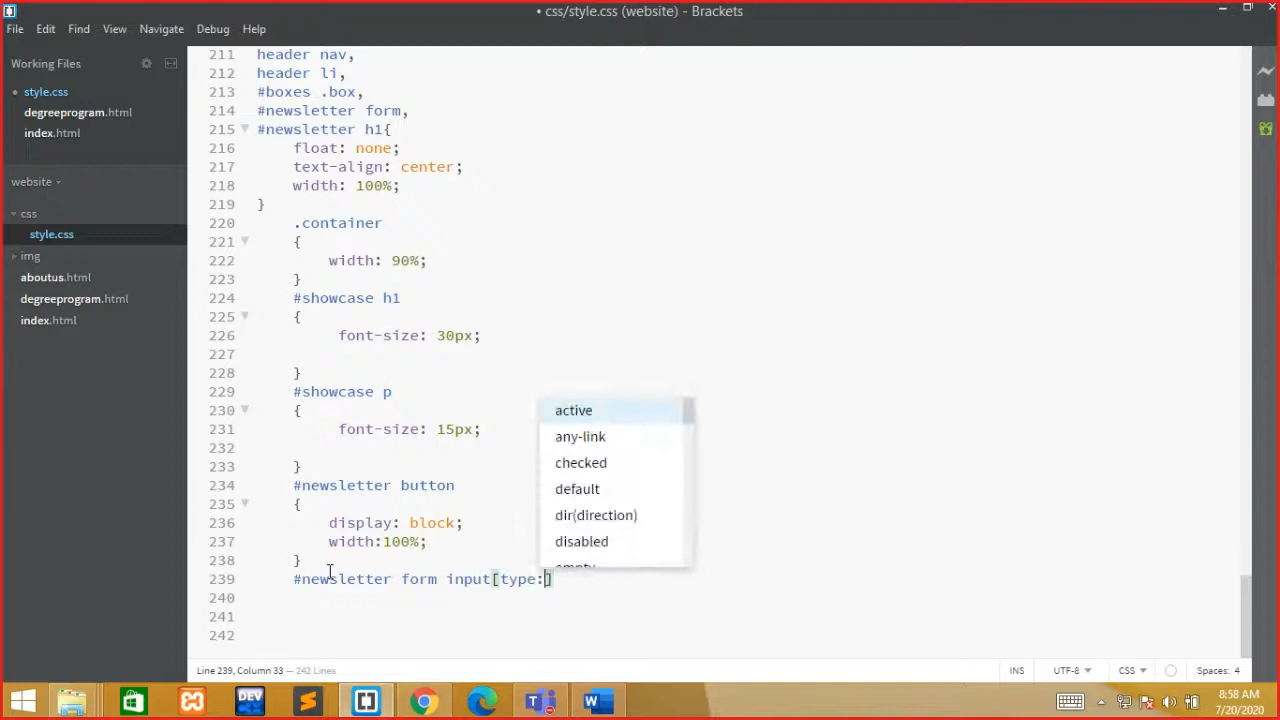 • css/style.css (website) - Brackets
File Edit Find View Navigate Debug Help
Working Files
• style.css
degreeprogram.html
index.html
website
css
style.css
img
aboutus.html
degreeprogram.html
index.html
211 header nav,
212 header li,
213 #boxes .box,
214 #newsletter form,
215 #newsletter h1{
216 float: none;
217 text-align: center;
218 width: 100%;
219 }
220 .container
221 {
222 width: 90%;
223 }
224 #showcase h1
225 {
226 font-size: 30px;
227
228 }
229 #showcase p
230 {
231 font-size: 15px;
232
233 }
234 #newsletter button
235 {
236 display: block;
237 width:100%;
238 }
239 #newsletter form input[type:]
240
241
242
active
any-link
checked
default
dir(direction)
disabled
empty
Line 239, Column 33 — 242 Lines
INS UTF-8 CSS Spaces: 4
DEV
8:58 AM
7/20/2020